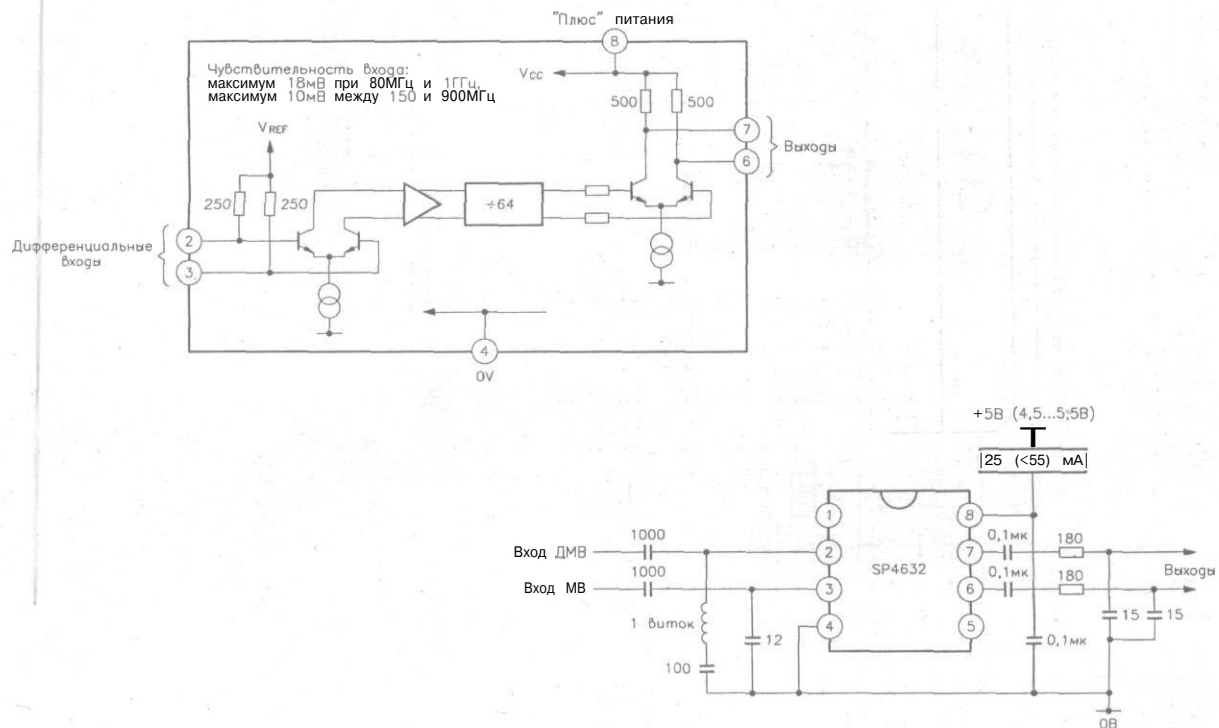 "Плюс" питания
8
Чувствительность входа:
максимум 18мВ при 80МГц и 1ГГц,
максимум 10мВ между 150 и 900МГц
VCC
500
500
VREF
7
6
Выходы
250
250
÷64
Дифференциальные
входы
2
3
4
0V
+5В (4,5...5,5В)
|25 (<55) мА|
1
8
Вход ДМВ
1000
2
7
0,1мк
180
SP4632
Выходы
Вход МВ
1000
3
6
0,1мк
180
1 виток
4
5
15
15
12
0,1мк
100
0В